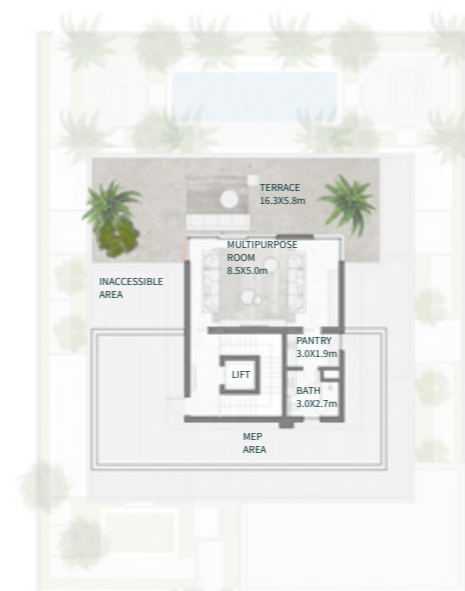 TERRACE
16.3X5.8m
MULTIPURPOSE
ROOM
8.5X5.0m
INACCESSIBLE
AREA
PANTRY
3.0X1.9m
LIFT
BATH
3.0X2.7m
MEP
AREA